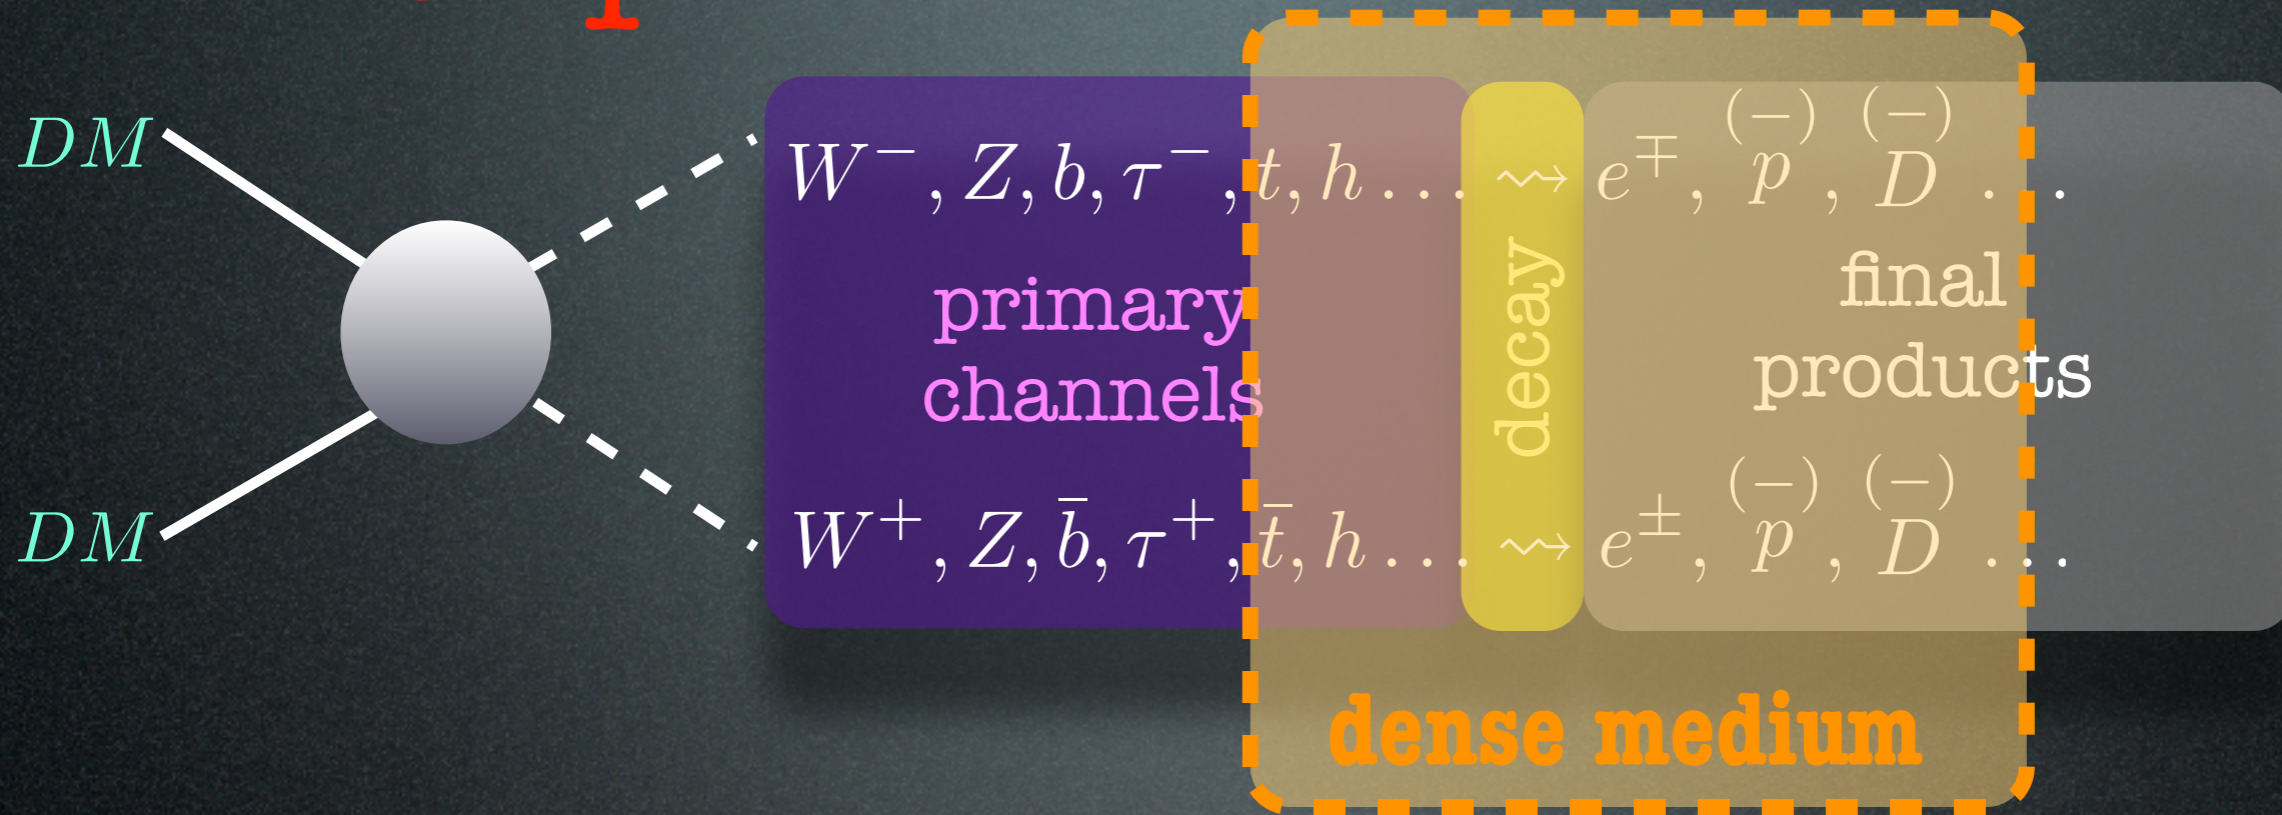 DM
W⁻, Z, b, τ⁻, t, h . . . ⇝ e^∓, (−)p, (−)D . . .
primary
channels
decay
final
products
DM
W⁺, Z, b̄, τ⁺, t̄, h . . . ⇝ e^±, (−)p, (−)D . . .
dense medium